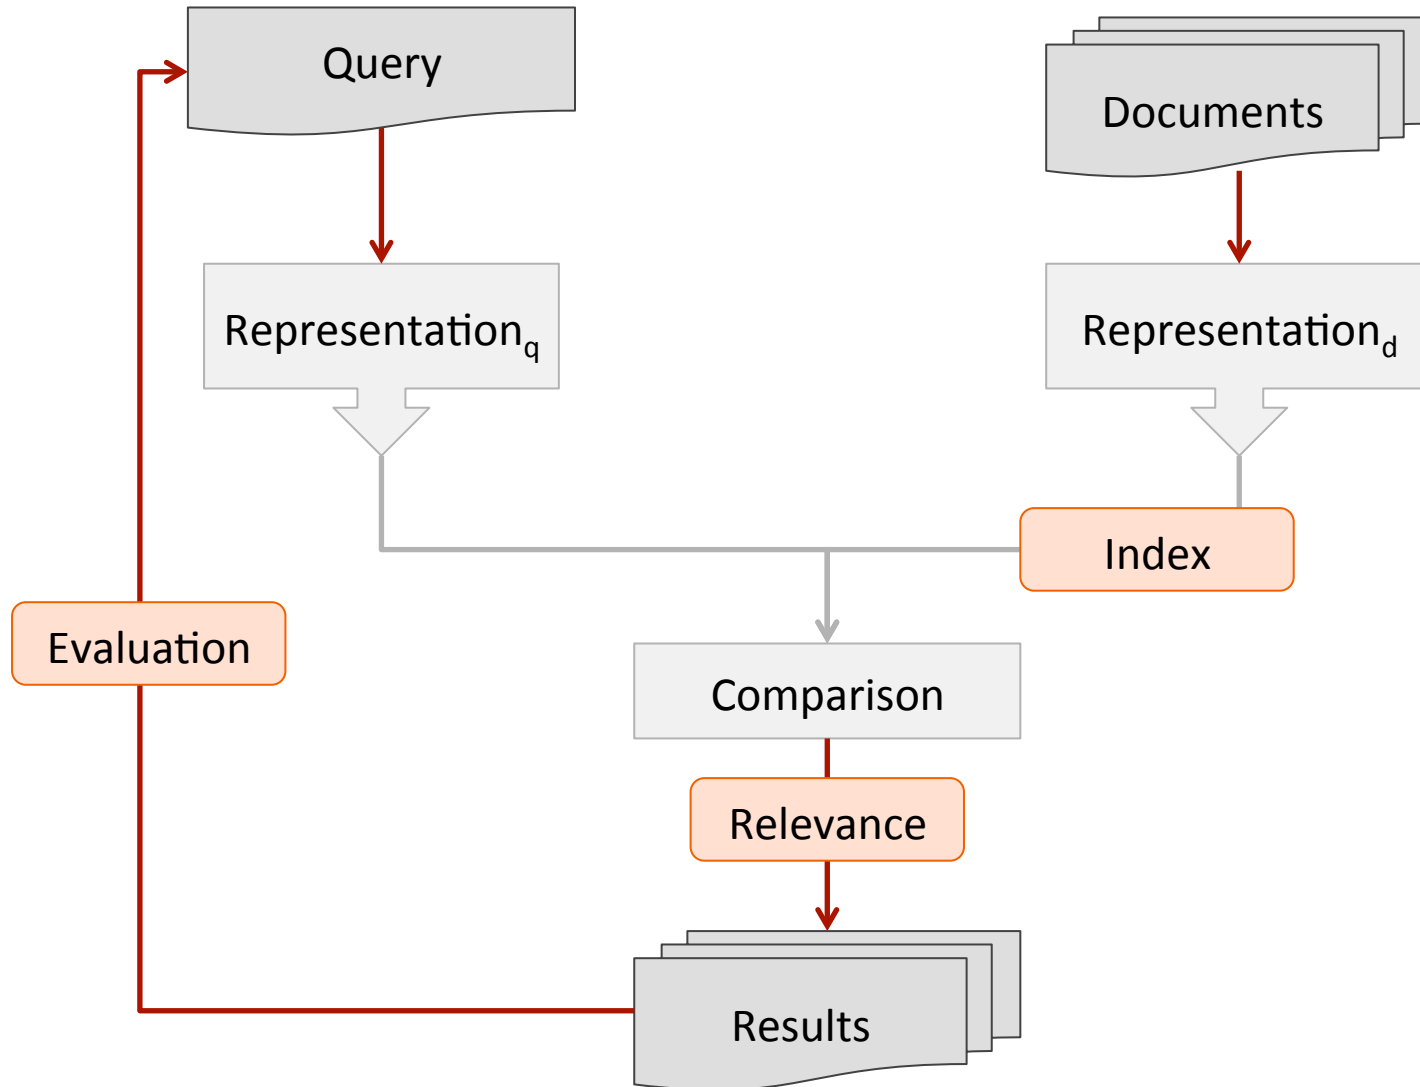 Query
Documents
Representationq
Representationd
Index
Evaluation
Comparison
Relevance
Results